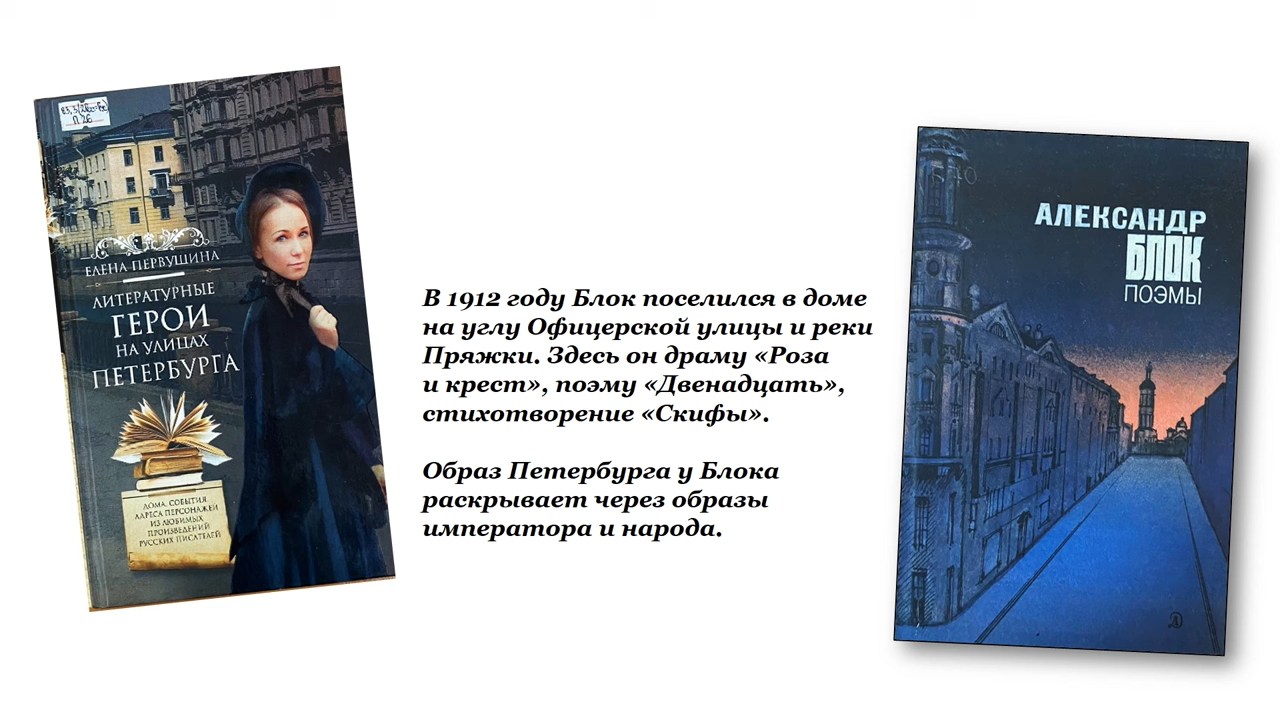 ЕЛЕНА ПЕРВУШИНА
ЛИТЕРАТУРНЫЕ
ГЕРОИ
НА УЛИЦАХ
ПЕТЕРБУРГА
ДОМА, СОБЫТИЯ,
АДРЕСА ПЕРСОНАЖЕЙ
ИЗ ЛЮБИМЫХ
ПРОИЗВЕДЕНИЙ
РУССКИХ ПИСАТЕЛЕЙ
В 1912 году Блок поселился в доме
на углу Офицерской улицы и реки
Пряжки. Здесь он драму «Роза
и крест», поэму «Двенадцать»,
стихотворение «Скифы».
Образ Петербурга у Блока
раскрывает через образы
императора и народа.
АЛЕКСАНДР
БЛОК
ПОЭМЫ